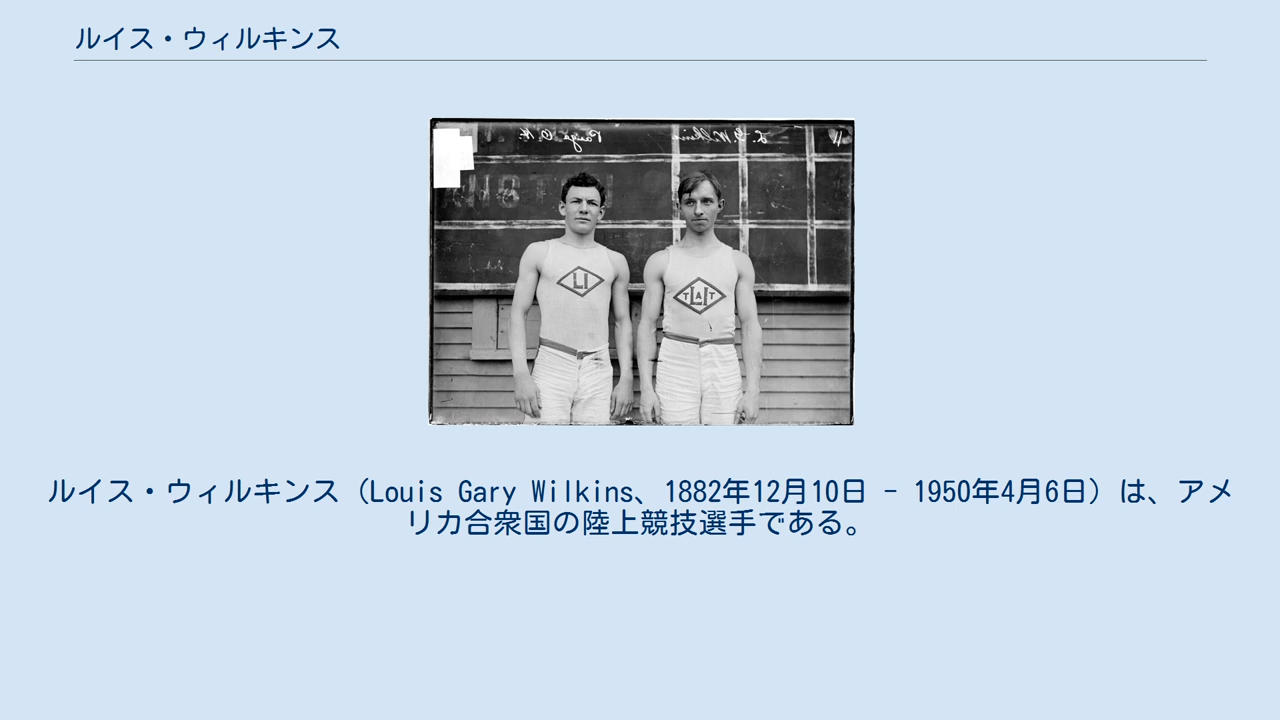 ルイス・ウィルキンス
Paige O.K. L. G. Wilkins
LI
LAIT
ルイス・ウィルキンス（Louis Gary Wilkins、1882年12月10日 - 1950年4月6日）は、アメ
リカ合衆国の陸上競技選手である。